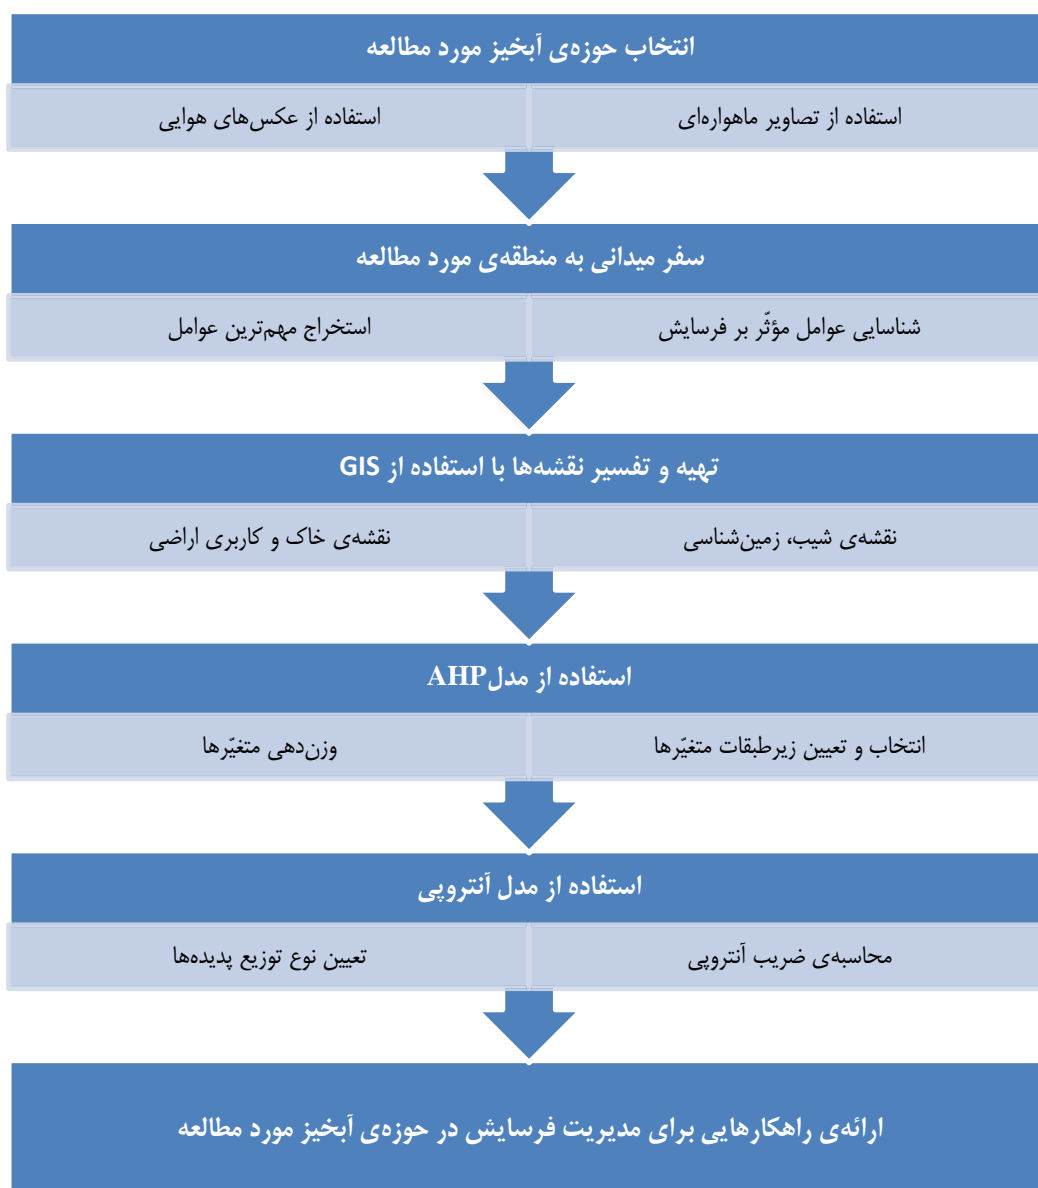 انتخاب حوزه‌ی آبخیز مورد مطالعه
استفاده از تصاویر ماهواره‌ای
استفاده از عکس‌های هوایی
سفر میدانی به منطقه‌ی مورد مطالعه
شناسایی عوامل مؤثّر بر فرسایش
استخراج مهم‌ترین عوامل
تهیه و تفسیر نقشه‌ها با استفاده از GIS
نقشه‌ی شیب، زمین‌شناسی
نقشه‌ی خاک و کاربری اراضی
استفاده از مدلAHP
انتخاب و تعیین زیرطبقات متغیّرها
وزن‌دهی متغیّرها
استفاده از مدل آنتروپی
محاسبه‌ی ضریب آنتروپی
تعیین نوع توزیع پدیده‌ها
ارائه‌ی راهکارهایی برای مدیریت فرسایش در حوزه‌ی آبخیز مورد مطالعه